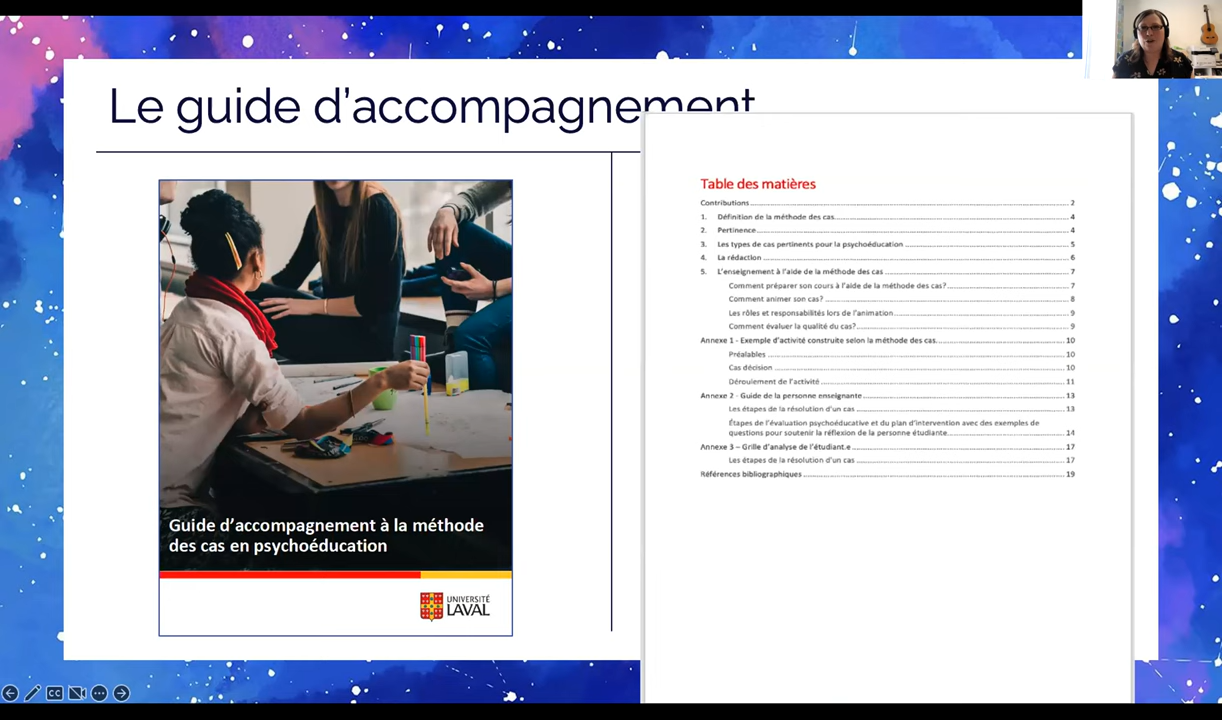 Le guide d'accompagnement
Guide d'accompagnement à la méthode
des cas en psychoéducation
UNIVERSITÉ
LAVAL
Table des matières
Contributions 2
1. Définition de la méthode des cas 4
2. Pertinence 4
3. Les types de cas pertinents pour la psychoéducation 5
4. La rédaction 6
5. L'enseignement à l'aide de la méthode des cas 7
Comment préparer son cours à l'aide de la méthode des cas? 7
Comment animer son cas? 8
Les rôles et responsabilités lors de l'animation 9
Comment évaluer la qualité du cas? 9
Annexe 1 - Exemple d'activité construite selon la méthode des cas 10
Préalables 10
Cas décision 10
Déroulement de l'activité 11
Annexe 2 - Guide de la personne enseignante 13
Les étapes de la résolution d'un cas 13
Étapes de l'évaluation psychoéducative et du plan d'intervention avec des exemples de
questions pour soutenir la réflexion de la personne étudiante 14
Annexe 3 – Grille d'analyse de l'étudiant.e 17
Les étapes de la résolution d'un cas 17
Références bibliographiques 19
CC